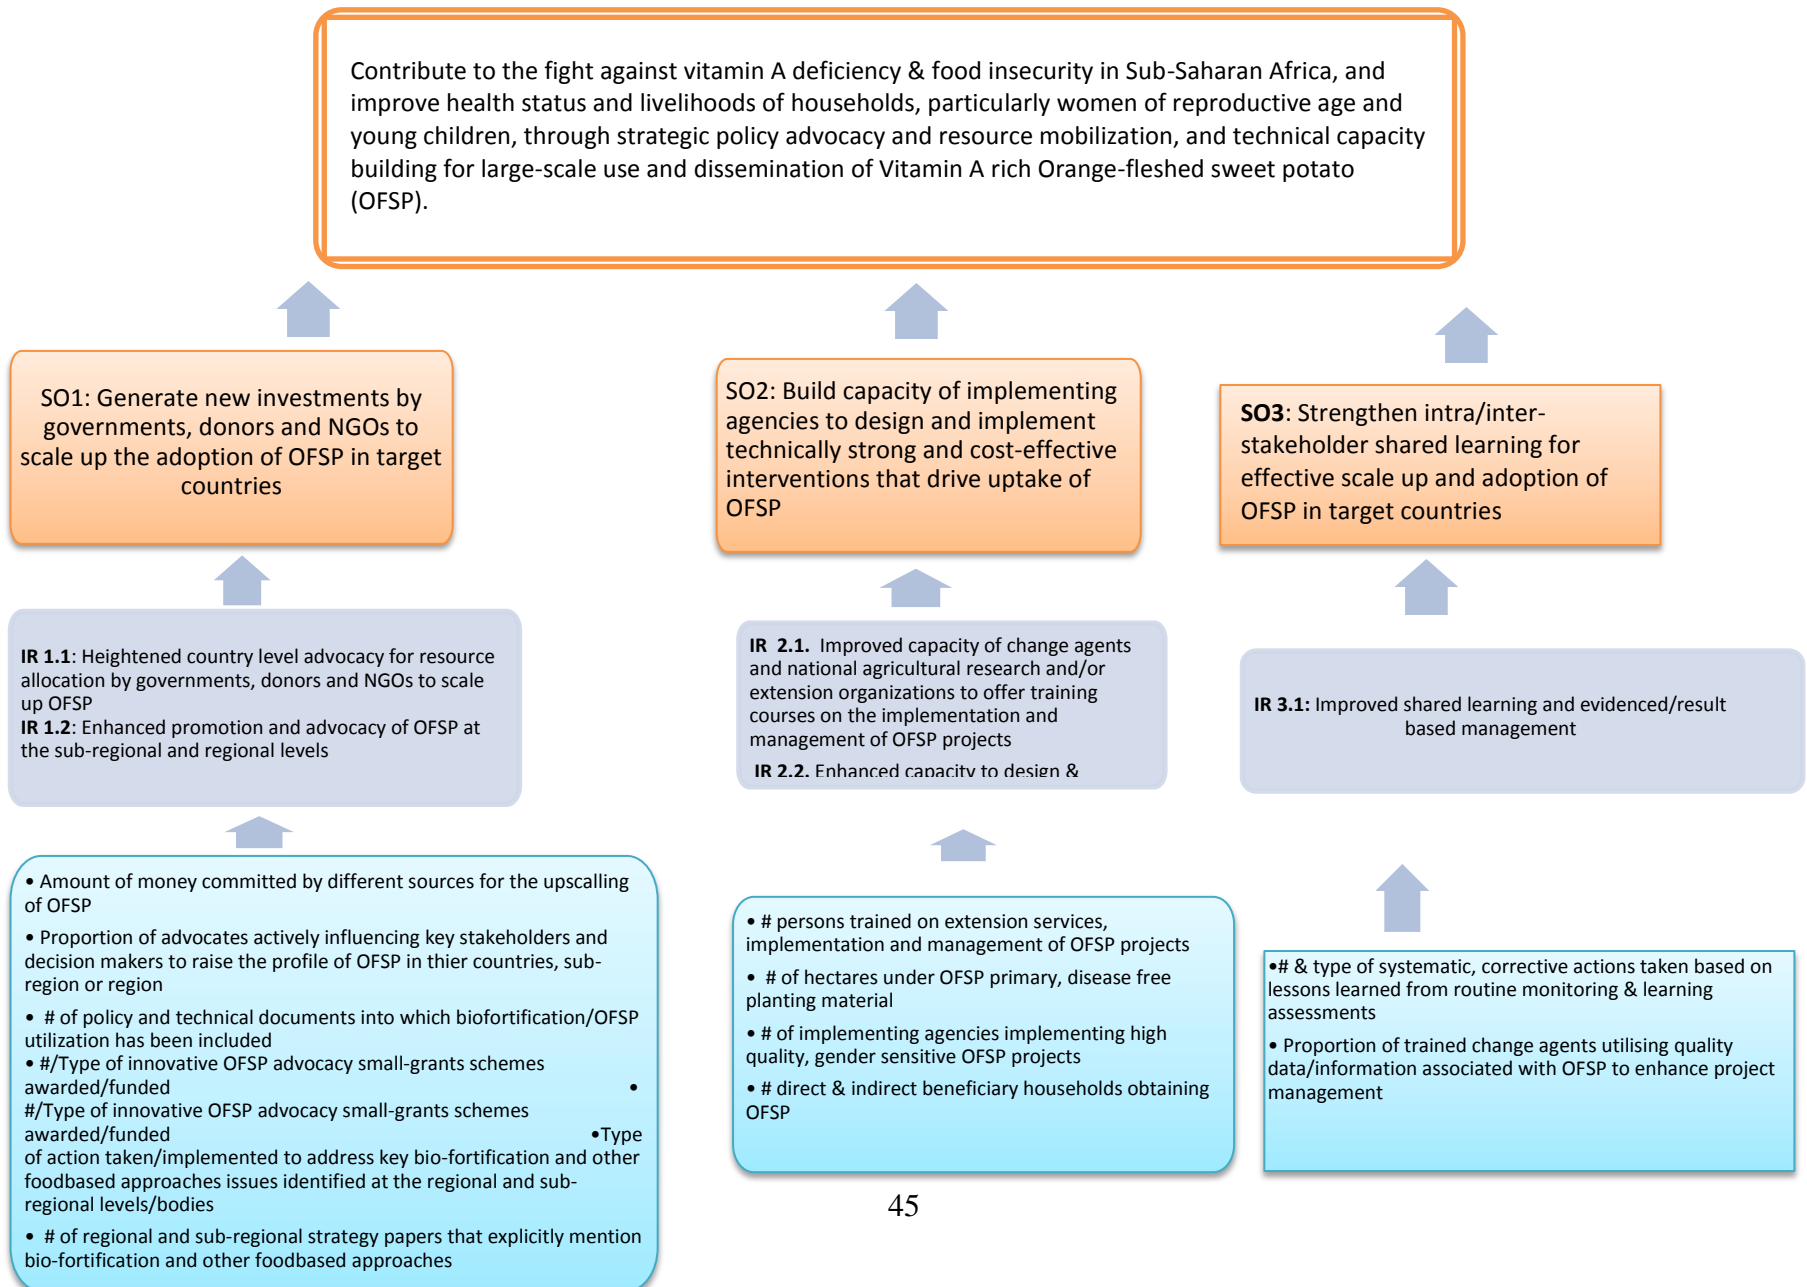 Contribute to the fight against vitamin A deficiency & food insecurity in Sub-Saharan Africa, and
improve health status and livelihoods of households, particularly women of reproductive age and
young children, through strategic policy advocacy and resource mobilization, and technical capacity
building for large-scale use and dissemination of Vitamin A rich Orange-fleshed sweet potato
(OFSP).
SO1: Generate new investments by
governments, donors and NGOs to
scale up the adoption of OFSP in target
countries
SO2: Build capacity of implementing
agencies to design and implement
technically strong and cost-effective
interventions that drive uptake of
OFSP
SO3: Strengthen intra/inter-
stakeholder shared learning for
effective scale up and adoption of
OFSP in target countries
IR 1.1: Heightened country level advocacy for resource
allocation by governments, donors and NGOs to scale
up OFSP
IR 1.2: Enhanced promotion and advocacy of OFSP at
the sub-regional and regional levels
IR 2.1. Improved capacity of change agents
and national agricultural research and/or
extension organizations to offer training
courses on the implementation and
management of OFSP projects
IR 2.2. Enhanced capacity to design &
IR 3.1: Improved shared learning and evidenced/result
based management
• Amount of money committed by different sources for the upscalling
of OFSP
• Proportion of advocates actively influencing key stakeholders and
decision makers to raise the profile of OFSP in thier countries, sub-
region or region
• # of policy and technical documents into which biofortification/OFSP
utilization has been included
• #/Type of innovative OFSP advocacy small-grants schemes
awarded/funded •
#/Type of innovative OFSP advocacy small-grants schemes
awarded/funded •Type
of action taken/implemented to address key bio-fortification and other
foodbased approaches issues identified at the regional and sub-
regional levels/bodies
• # of regional and sub-regional strategy papers that explicitly mention
bio-fortification and other foodbased approaches
• # persons trained on extension services,
implementation and management of OFSP projects
• # of hectares under OFSP primary, disease free
planting material
• # of implementing agencies implementing high
quality, gender sensitive OFSP projects
• # direct & indirect beneficiary households obtaining
OFSP
•# & type of systematic, corrective actions taken based on
lessons learned from routine monitoring & learning
assessments
• Proportion of trained change agents utilising quality
data/information associated with OFSP to enhance project
management
45